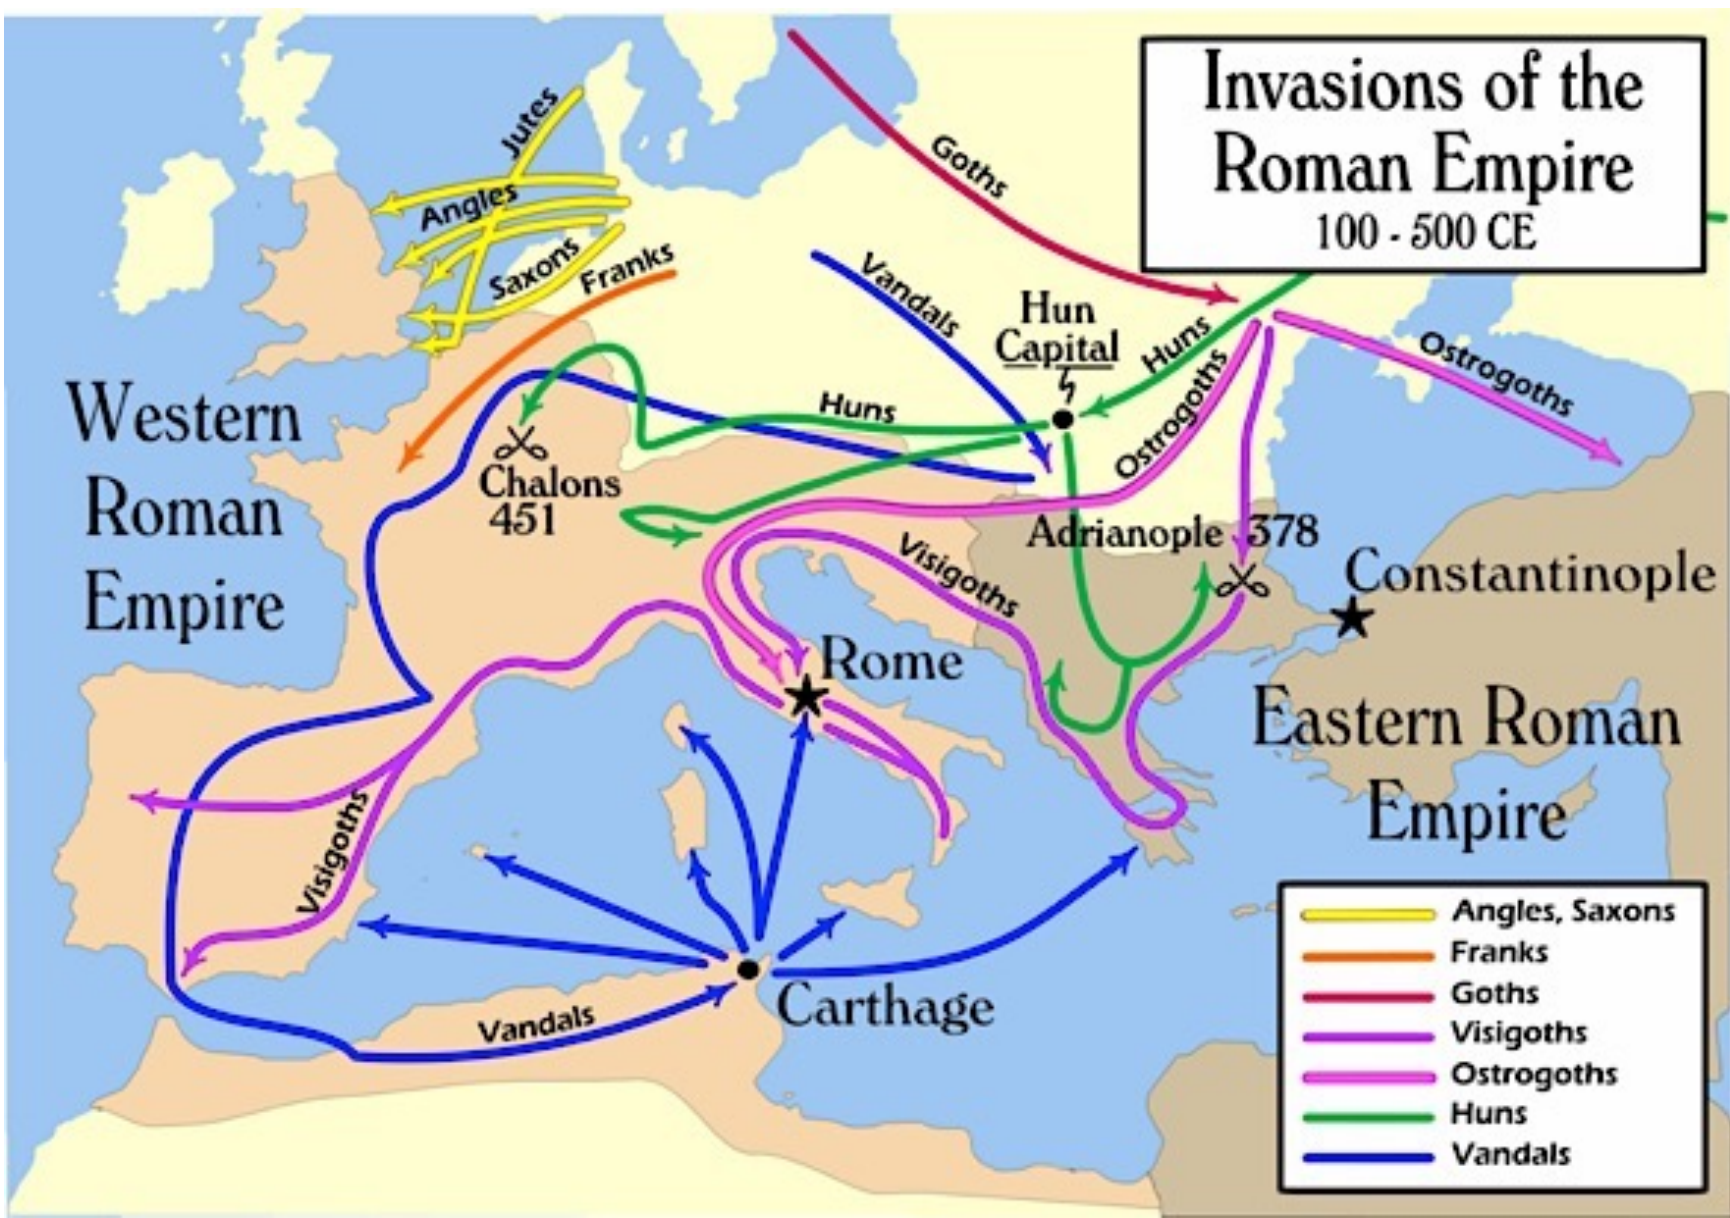 Invasions of the
Roman Empire
100 - 500 CE
Jutes
Angles
Saxons
Franks
Goths
Vandals
Hun
Capital
Huns
Ostrogoths
Ostrogoths
Huns
Western
Roman
Empire
Chalons
451
Adrianople 378
Visigoths
Constantinople
Rome
Eastern Roman
Empire
Visigoths
Carthage
Vandals
Angles, Saxons
Franks
Goths
Visigoths
Ostrogoths
Huns
Vandals